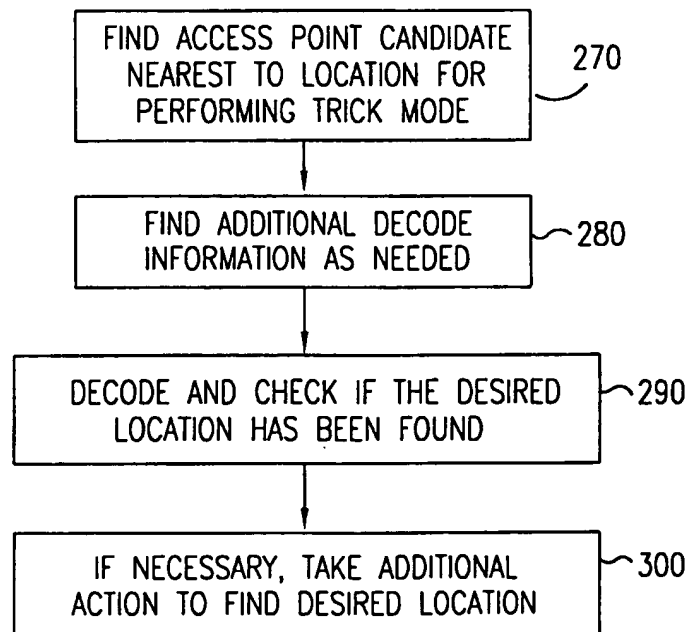 FIND ACCESS POINT CANDIDATE
NEAREST TO LOCATION FOR
PERFORMING TRICK MODE
270
FIND ADDITIONAL DECODE
INFORMATION AS NEEDED
280
DECODE AND CHECK IF THE DESIRED
LOCATION HAS BEEN FOUND
290
IF NECESSARY, TAKE ADDITIONAL
ACTION TO FIND DESIRED LOCATION
300